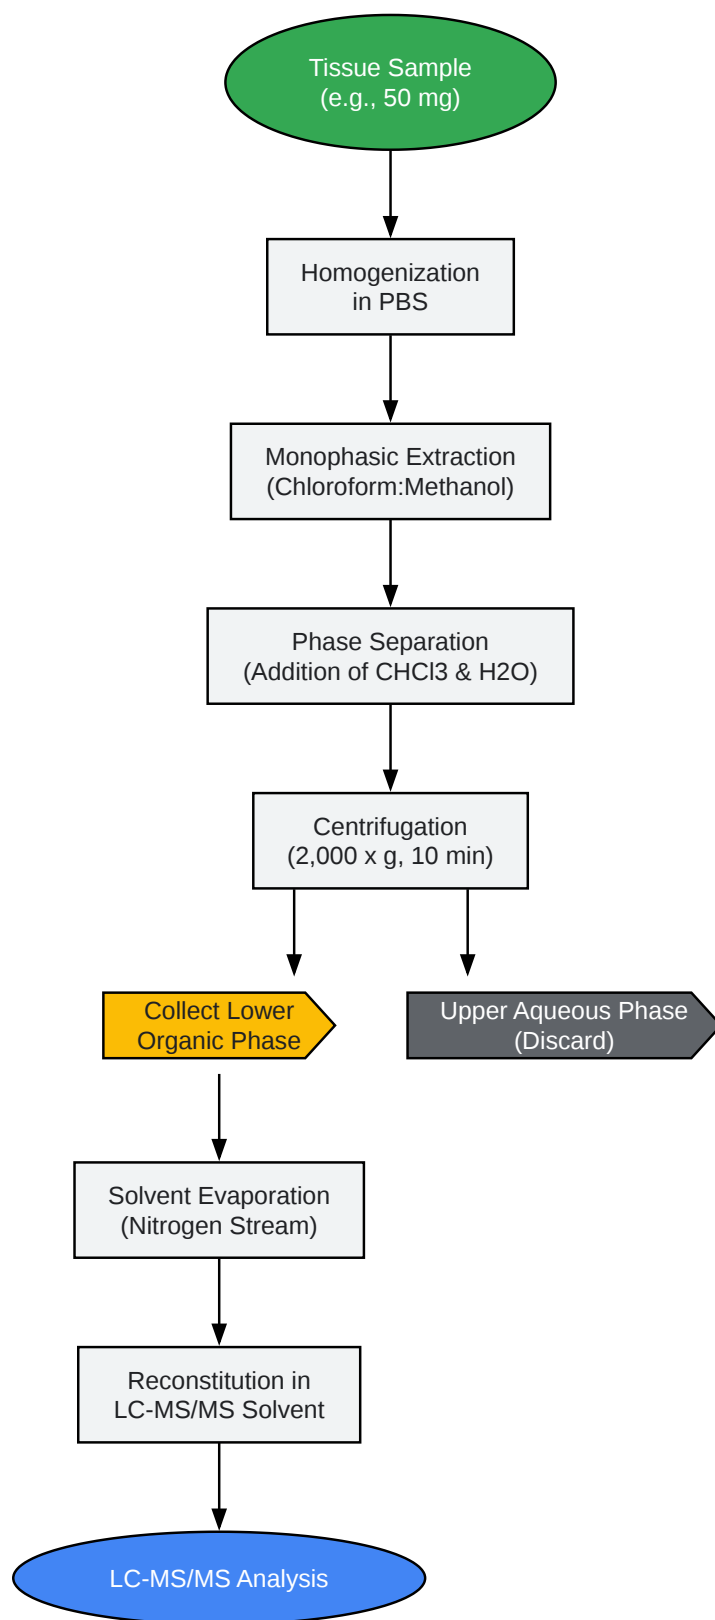 Tissue Sample
(e.g., 50 mg)
Homogenization
in PBS
Monophasic Extraction
(Chloroform:Methanol)
Phase Separation
(Addition of CHCl3 & H2O)
Centrifugation
(2,000 x g, 10 min)
Collect Lower
Organic Phase
Upper Aqueous Phase
(Discard)
Solvent Evaporation
(Nitrogen Stream)
Reconstitution in
LC-MS/MS Solvent
LC-MS/MS Analysis